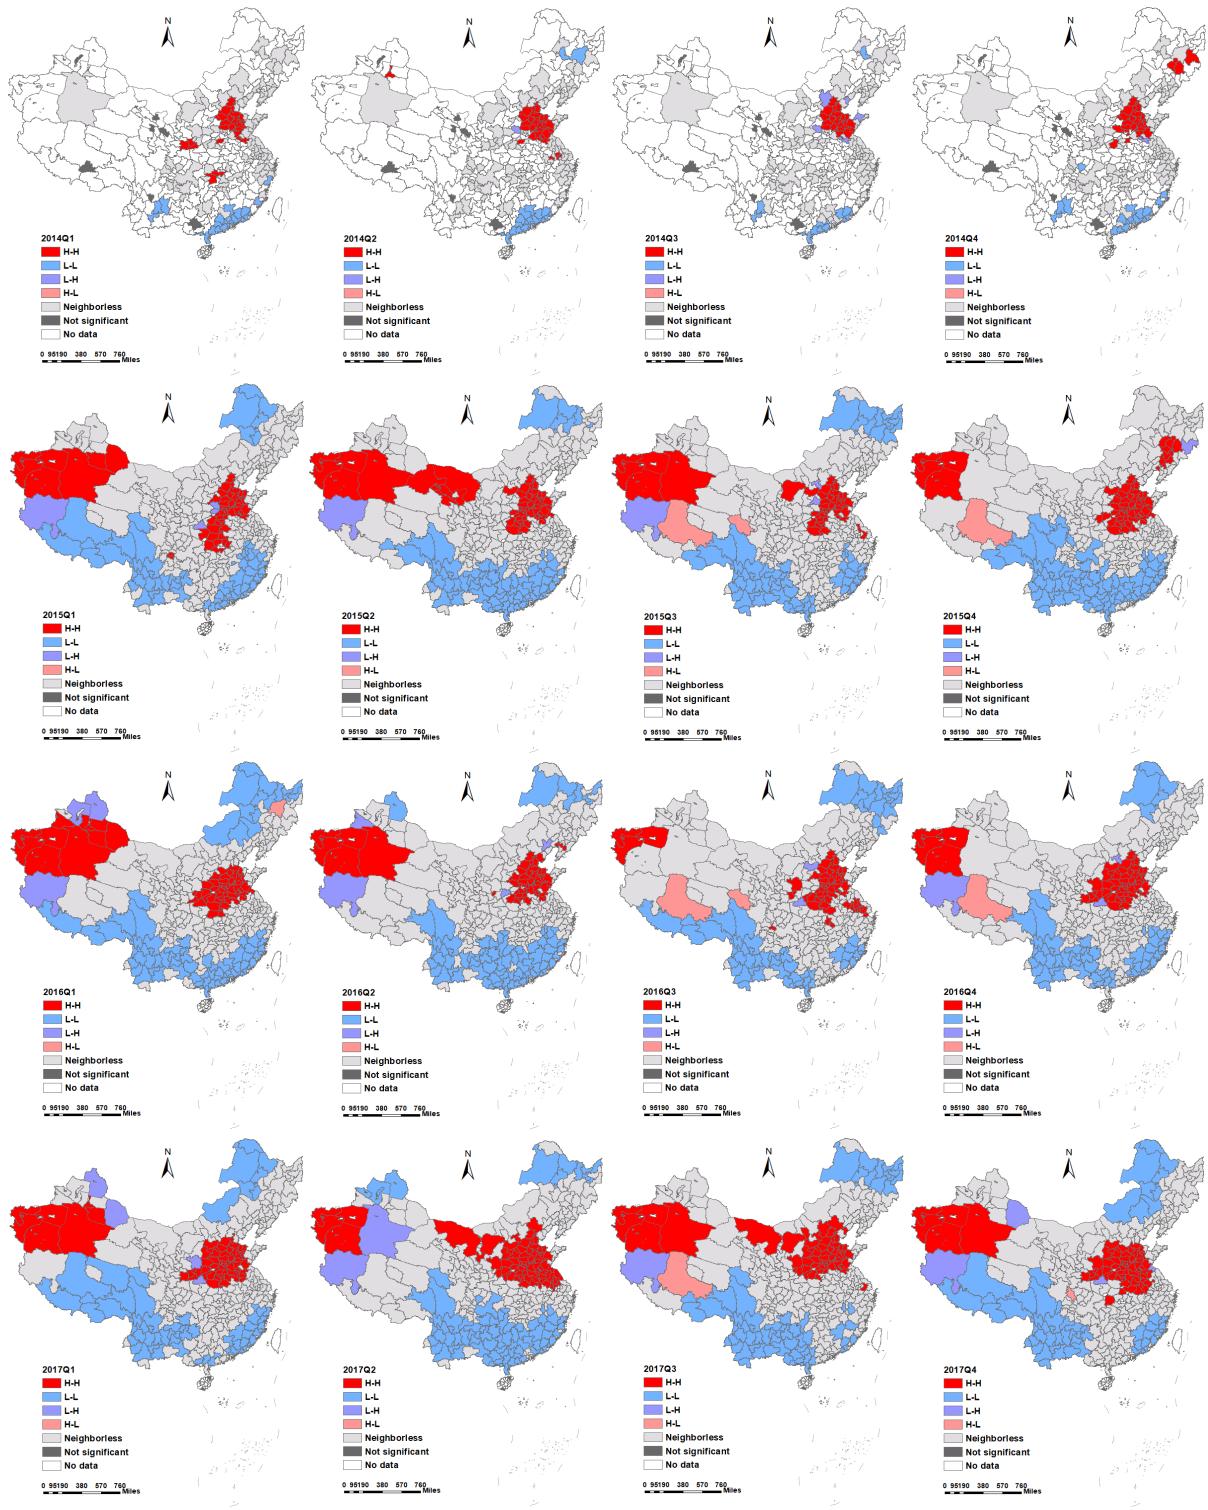 N
2014Q1
H-H
L-L
L-H
H-L
Neighborless
Not significant
No data
0 95190 380 570 760
Miles
N
2014Q2
H-H
L-L
L-H
H-L
Neighborless
Not significant
No data
0 95190 380 570 760
Miles
N
2014Q3
H-H
L-L
L-H
H-L
Neighborless
Not significant
No data
0 95190 380 570 760
Miles
N
2014Q4
H-H
L-L
L-H
H-L
Neighborless
Not significant
No data
0 95190 380 570 760
Miles
N
2015Q1
H-H
L-L
L-H
H-L
Neighborless
Not significant
No data
0 95190 380 570 760
Miles
N
2015Q2
H-H
L-L
L-H
H-L
Neighborless
Not significant
No data
0 95190 380 570 760
Miles
N
2015Q3
H-H
L-L
L-H
H-L
Neighborless
Not significant
No data
0 95190 380 570 760
Miles
N
2015Q4
H-H
L-L
L-H
H-L
Neighborless
Not significant
No data
0 95190 380 570 760
Miles
N
2016Q1
H-H
L-L
L-H
H-L
Neighborless
Not significant
No data
0 95190 380 570 760
Miles
N
2016Q2
H-H
L-L
L-H
H-L
Neighborless
Not significant
No data
0 95190 380 570 760
Miles
N
2016Q3
H-H
L-L
L-H
H-L
Neighborless
Not significant
No data
0 95190 380 570 760
Miles
N
2016Q4
H-H
L-L
L-H
H-L
Neighborless
Not significant
No data
0 95190 380 570 760
Miles
N
2017Q1
H-H
L-L
L-H
H-L
Neighborless
Not significant
No data
0 95190 380 570 760
Miles
N
2017Q2
H-H
L-L
L-H
H-L
Neighborless
Not significant
No data
0 95190 380 570 760
Miles
N
2017Q3
H-H
L-L
L-H
H-L
Neighborless
Not significant
No data
0 95190 380 570 760
Miles
N
2017Q4
H-H
L-L
L-H
H-L
Neighborless
Not significant
No data
0 95190 380 570 760
Miles